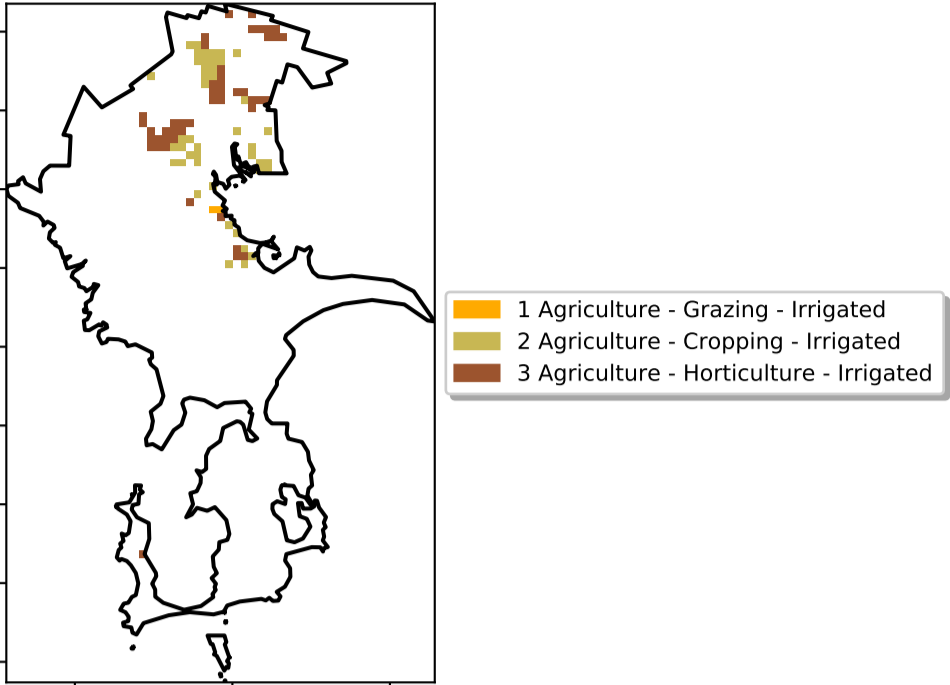 1 Agriculture - Grazing - Irrigated
2 Agriculture - Cropping - Irrigated
3 Agriculture - Horticulture - Irrigated